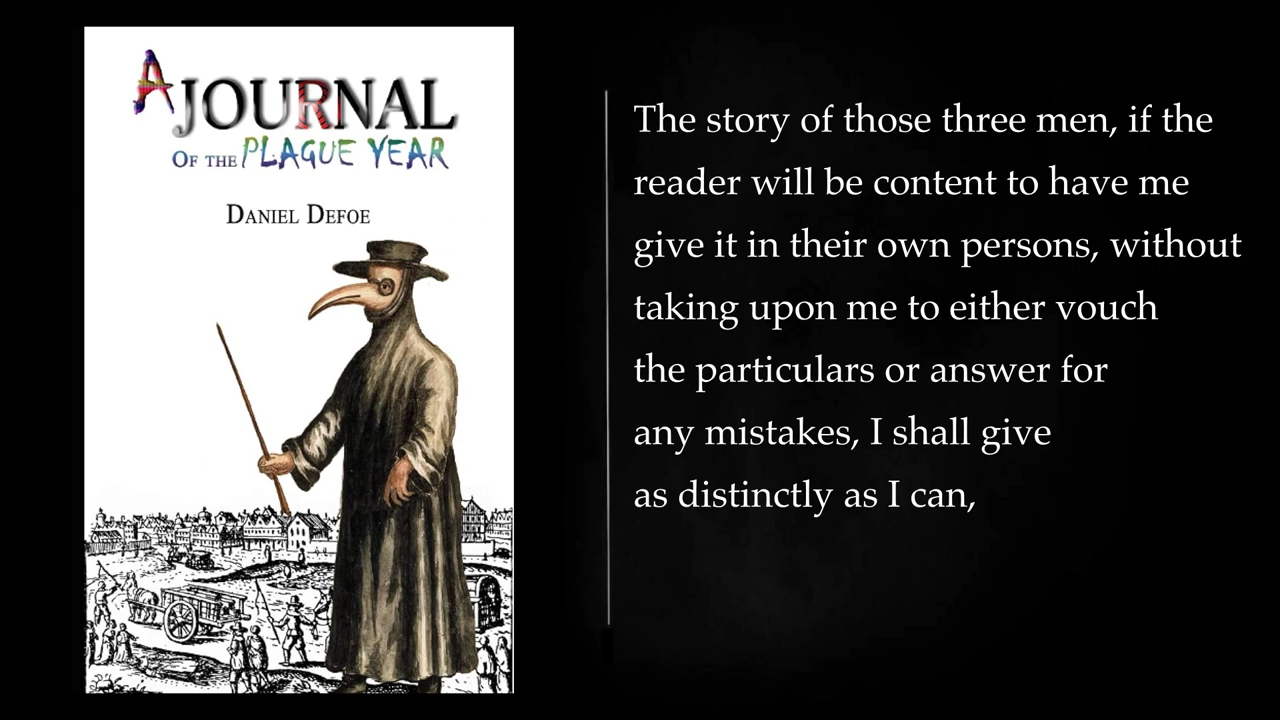 A JOURNAL
OF THE PLAGUE YEAR
DANIEL DEFOE
The story of those three men, if the
reader will be content to have me
give it in their own persons, without
taking upon me to either vouch
the particulars or answer for
any mistakes, I shall give
as distinctly as I can,